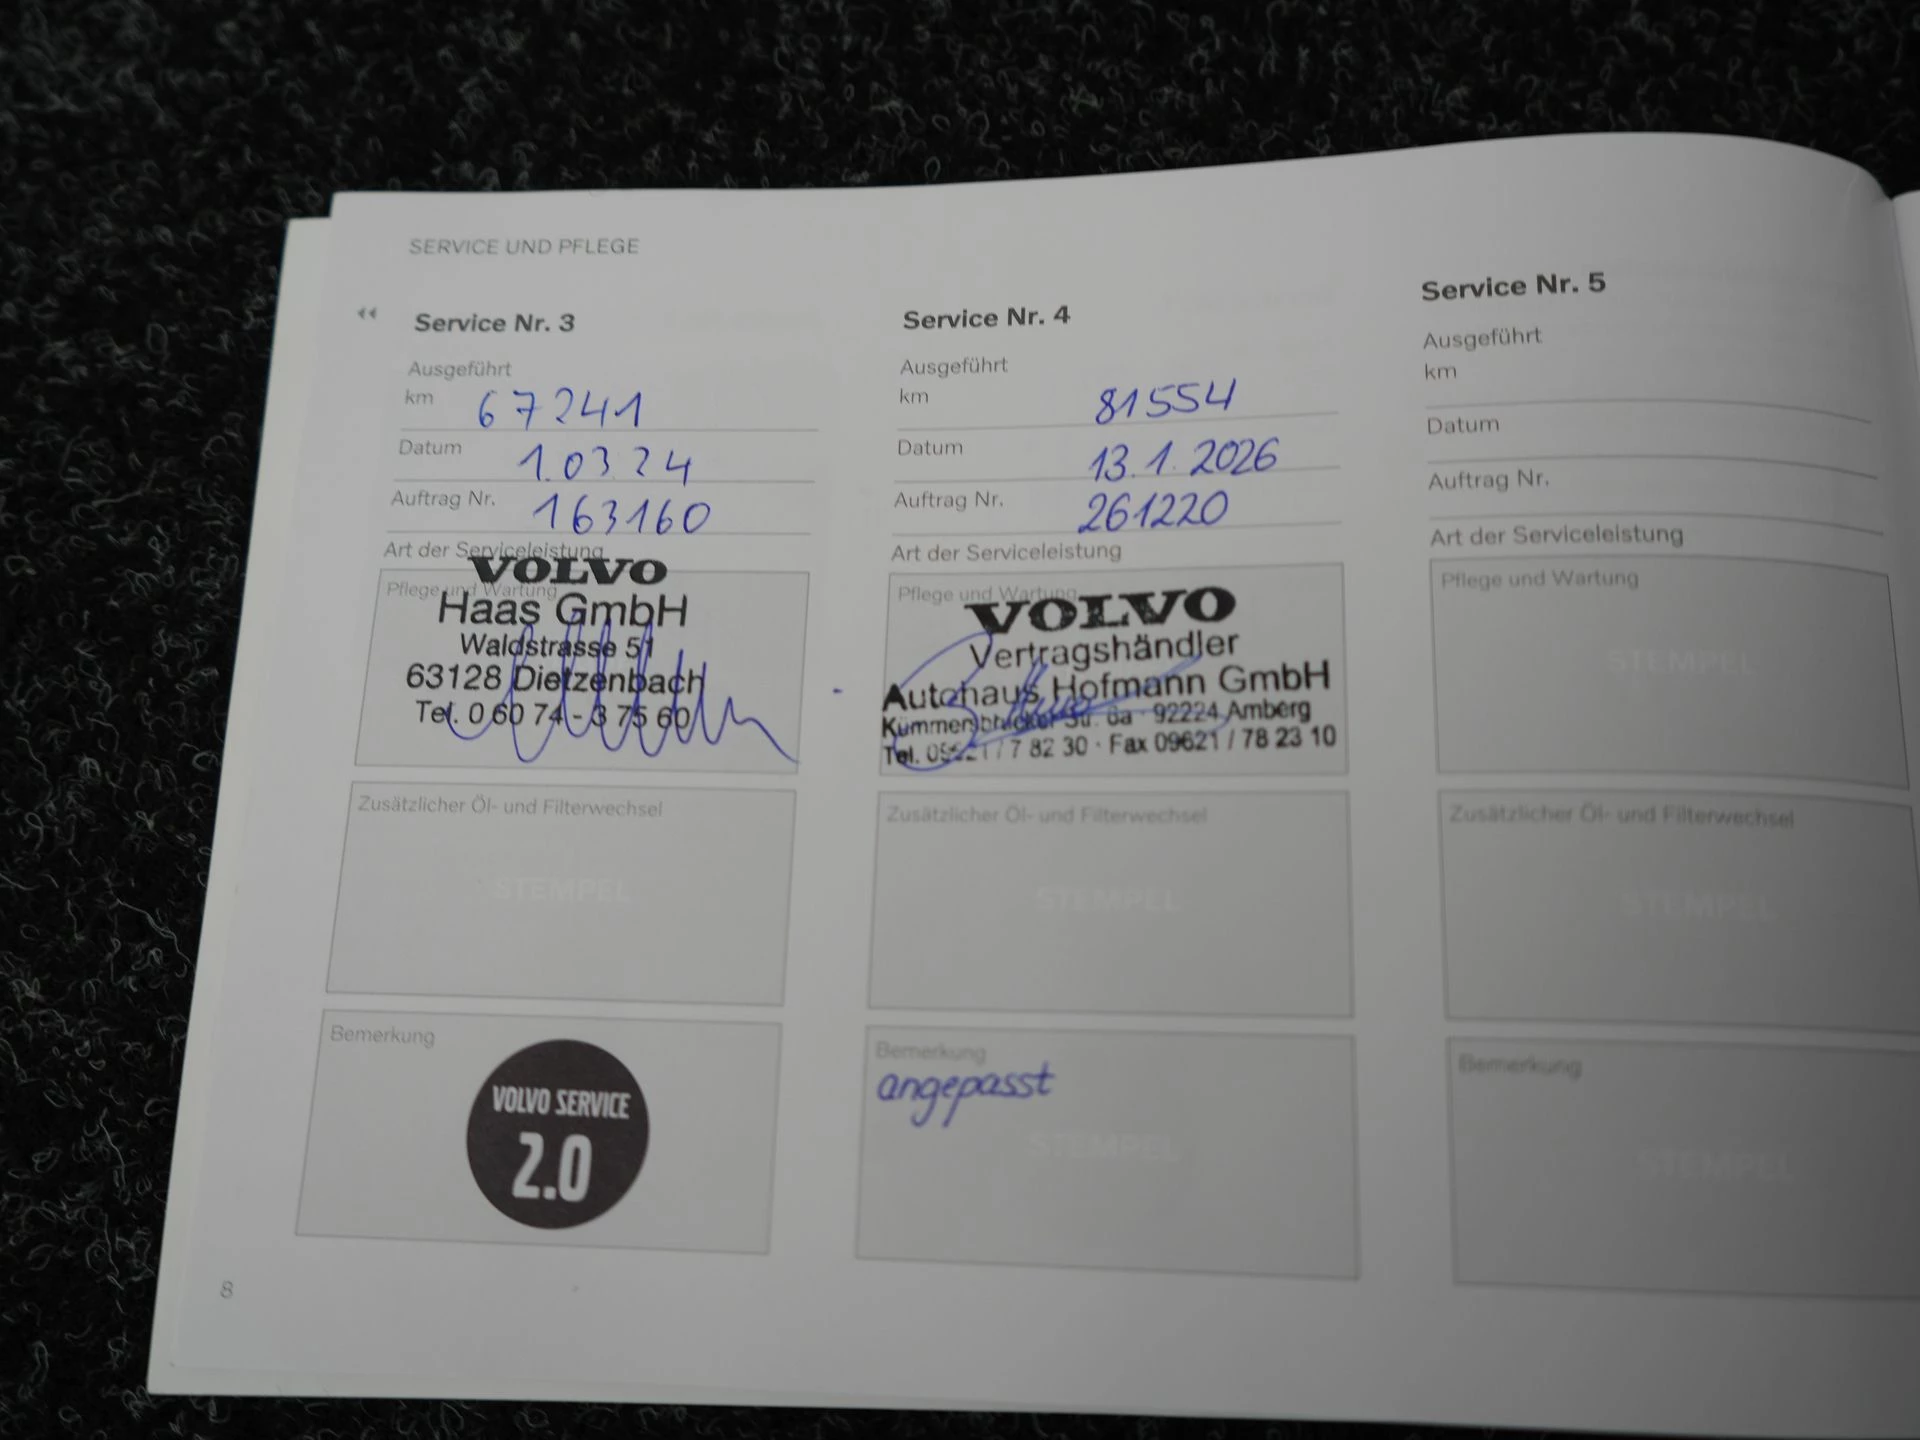 SERVICE UND PFLEGE
Service Nr. 3
Ausgeführt
km 67241
Datum 1.03 24
Auftrag Nr. 163160
Art der Serviceleistung
Pflege und Wartung
VOLVO
Haas GmbH
Waldstrasse 51
63128 Dietzenbach
Tel. 0 60 74 - 3 75 60
Zusätzlicher Öl- und Filterwechsel
STEMPEL
Bemerkung
VOLVO SERVICE
2.0
Service Nr. 4
Ausgeführt
km 81554
Datum 13.1.2026
Auftrag Nr. 261220
Art der Serviceleistung
Pflege und Wartung
VOLVO
Vertragshändler
Autohaus Hofmann GmbH
Kümmersbrucker Str. 6a · 92224 Amberg
Tel. 09621 / 7 82 30 · Fax 09621 / 78 23 10
Zusätzlicher Öl- und Filterwechsel
STEMPEL
Bemerkung
angepasst
STEMPEL
Service Nr. 5
Ausgeführt
km
Datum
Auftrag Nr.
Art der Serviceleistung
Pflege und Wartung
STEMPEL
Zusätzlicher Öl- und Filterwechsel
STEMPEL
Bemerkung
STEMPEL
8